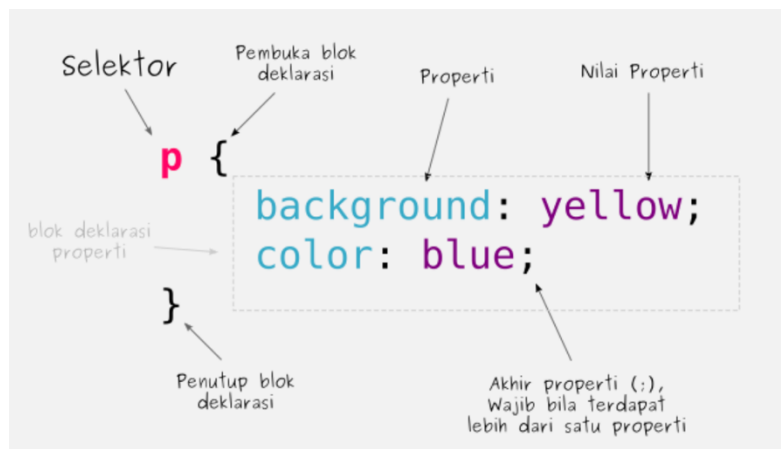 Selektor
Pembuka blok
deklarasi
Properti
Nilai Properti
p {
background: yellow;
color: blue;
blok deklarasi
properti
}
Penutup blok
deklarasi
Akhir properti (;),
Wajib bila terdapat
lebih dari satu properti